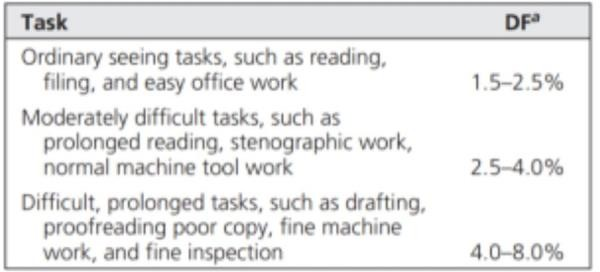 Task DFª
Ordinary seeing tasks, such as reading,
filing, and easy office work 1.5–2.5%
Moderately difficult tasks, such as
prolonged reading, stenographic work,
normal machine tool work 2.5–4.0%
Difficult, prolonged tasks, such as drafting,
proofreading poor copy, fine machine
work, and fine inspection 4.0–8.0%